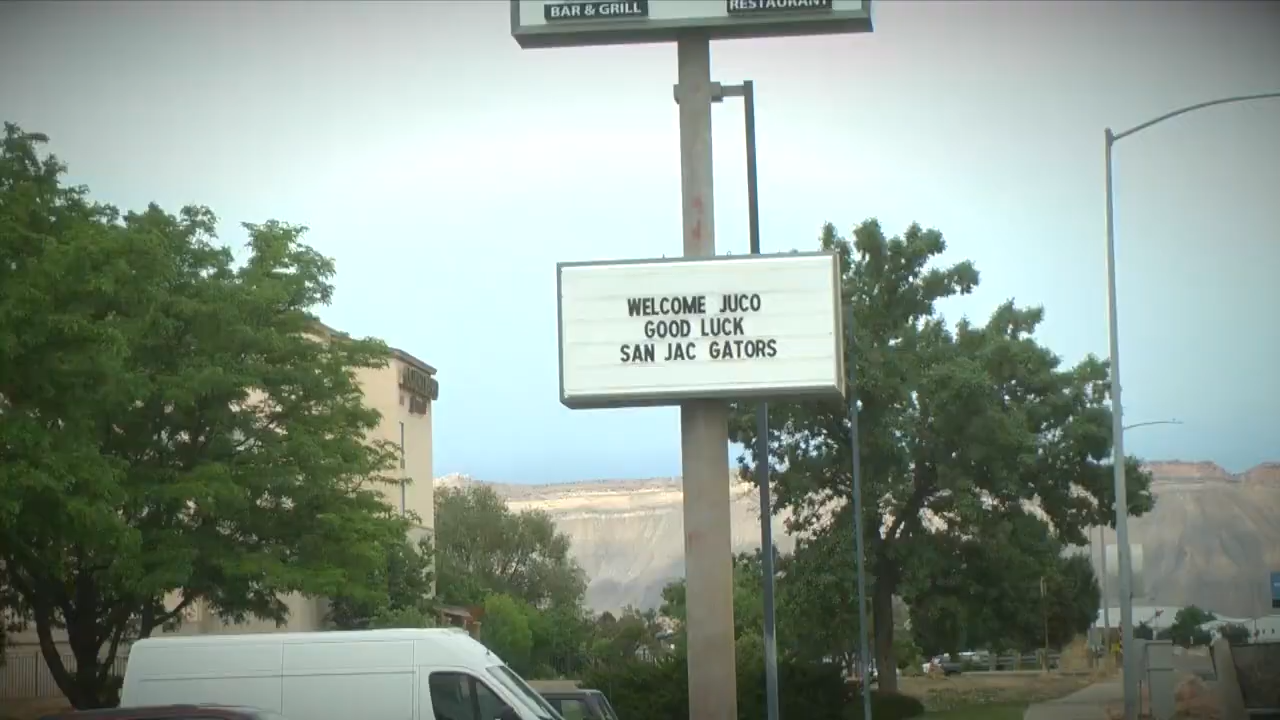 BAR & GRILL
RESTAURANT
WELCOME JUCO
GOOD LUCK
SAN JAC GATORS